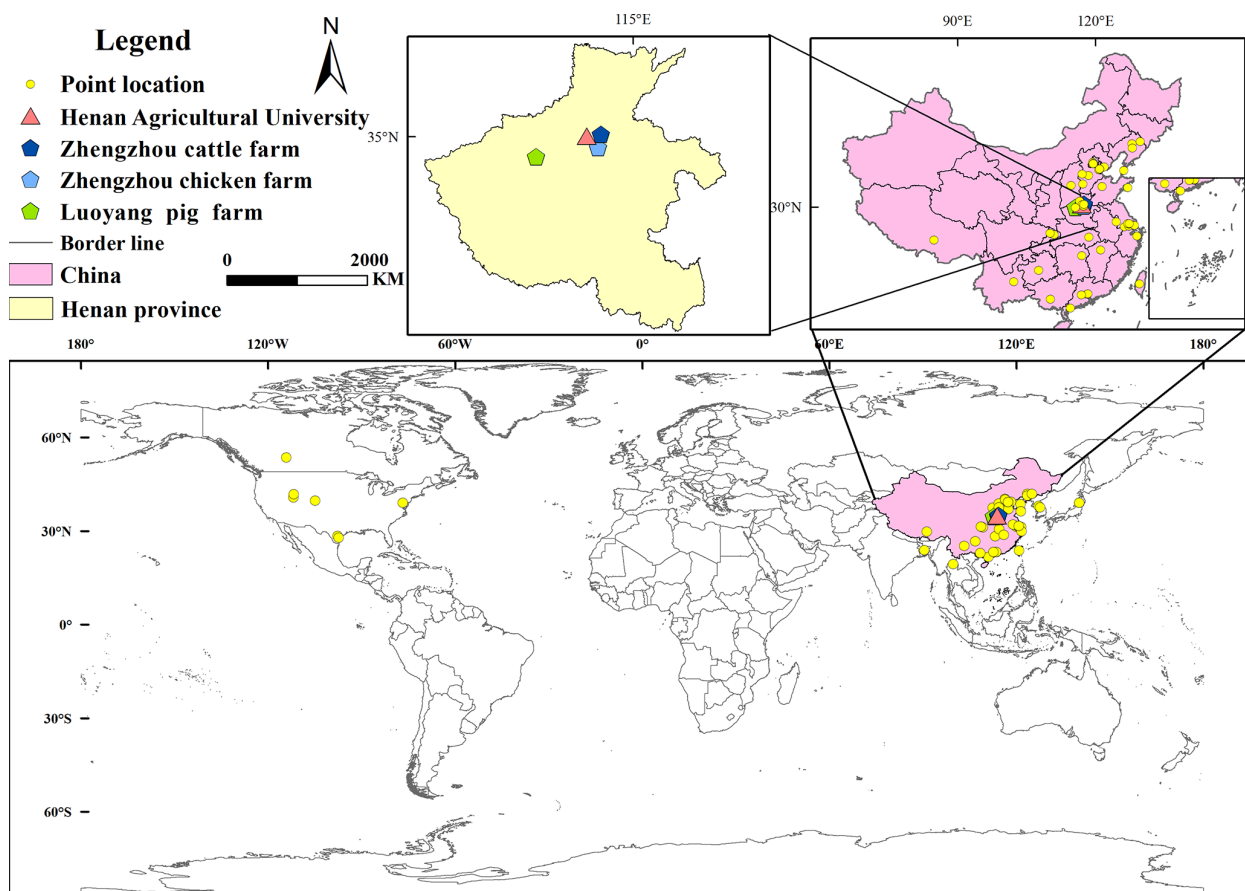 Legend
N
Point location
Henan Agricultural University
Zhengzhou cattle farm
Zhengzhou chicken farm
Luoyang pig farm
Border line
0 2000
KM
China
Henan province
115°E
35°N
90°E 120°E
30°N
180° 120°W 60°W 0° 60°E 120°E 180°
60°N
30°N
0°
30°S
60°S